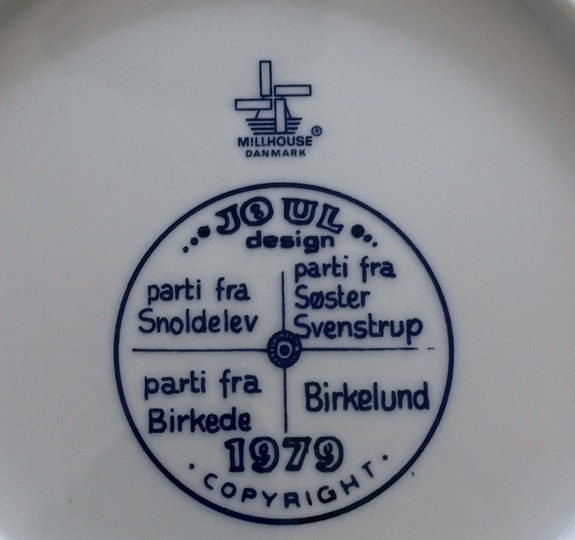 MILLHOUSE ®
DANMARK
JOUL
design
parti fra
Snoldelev
parti fra
Søster
Svenstrup
parti fra
Birkede
Birkelund
1979
· COPYRIGHT ·